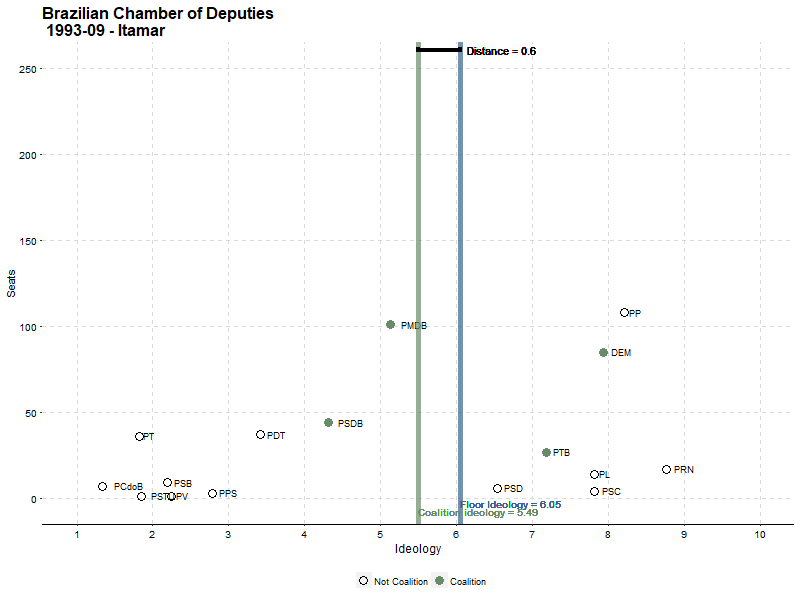 Brazilian Chamber of Deputies
1993-09 - Itamar
Distance = 0.6
250
200
150
100
50
0
Seats
PP
PMDB
DEM
PSDB
PT
PDT
PTB
PRN
PL
PCdoB
PSB
PSD
PSC
PPS
PSTU
PV
Floor Ideology = 6.05
Coalition ideology = 5.49
1 2 3 4 5 6 7 8 9 10
Ideology
Not Coalition Coalition